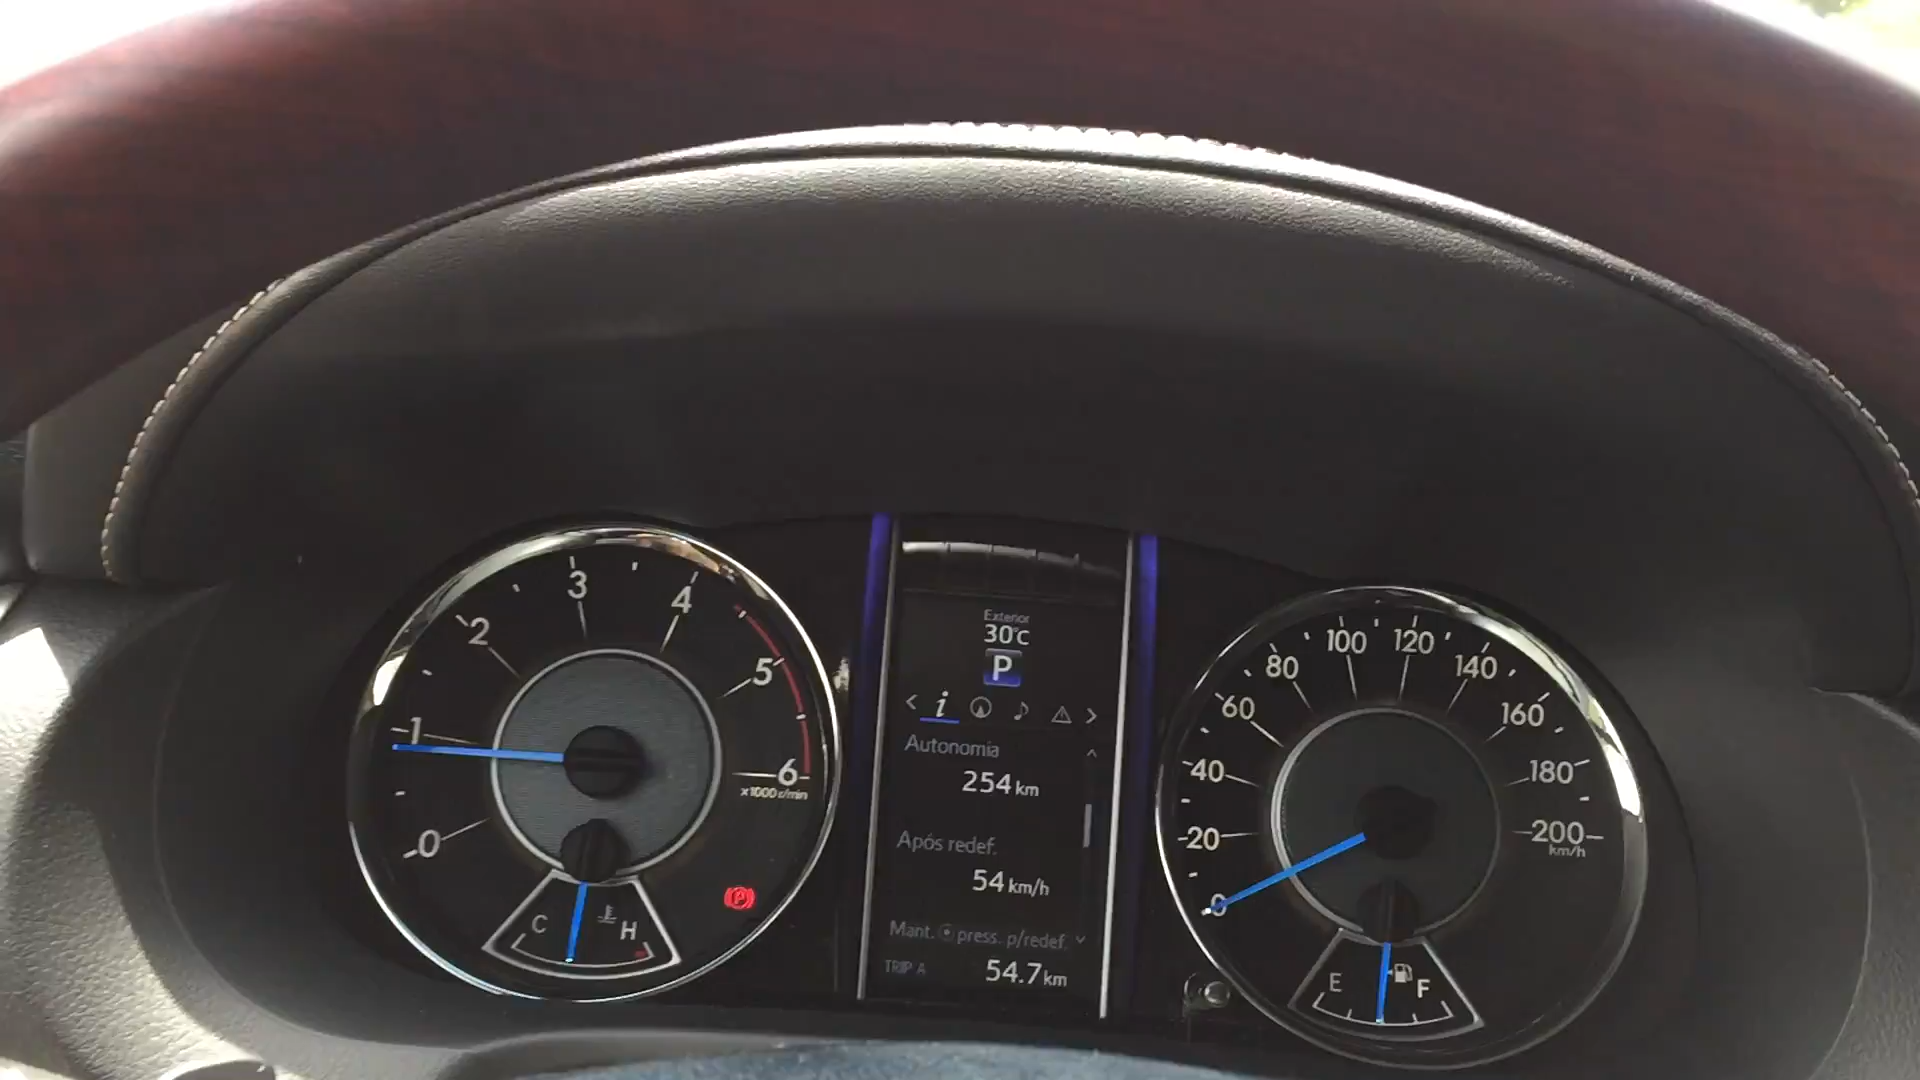 0
1
2
3
4
5
6
x1000 r/min
C
H
P
Exterior
30°C
P
< i >
Autonomia
254 km
Após redef.
54 km/h
Mant. press. p/redef.
TRIP A
54.7 km
0
20
40
60
80
100
120
140
160
180
200
km/h
E
F